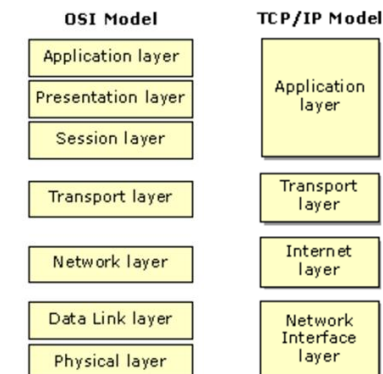 OSI Model
Application layer
Presentation layer
Session layer
Transport layer
Network layer
Data Link layer
Physical layer
TCP/IP Model
Application
layer
Transport
layer
Internet
layer
Network
Interface
layer